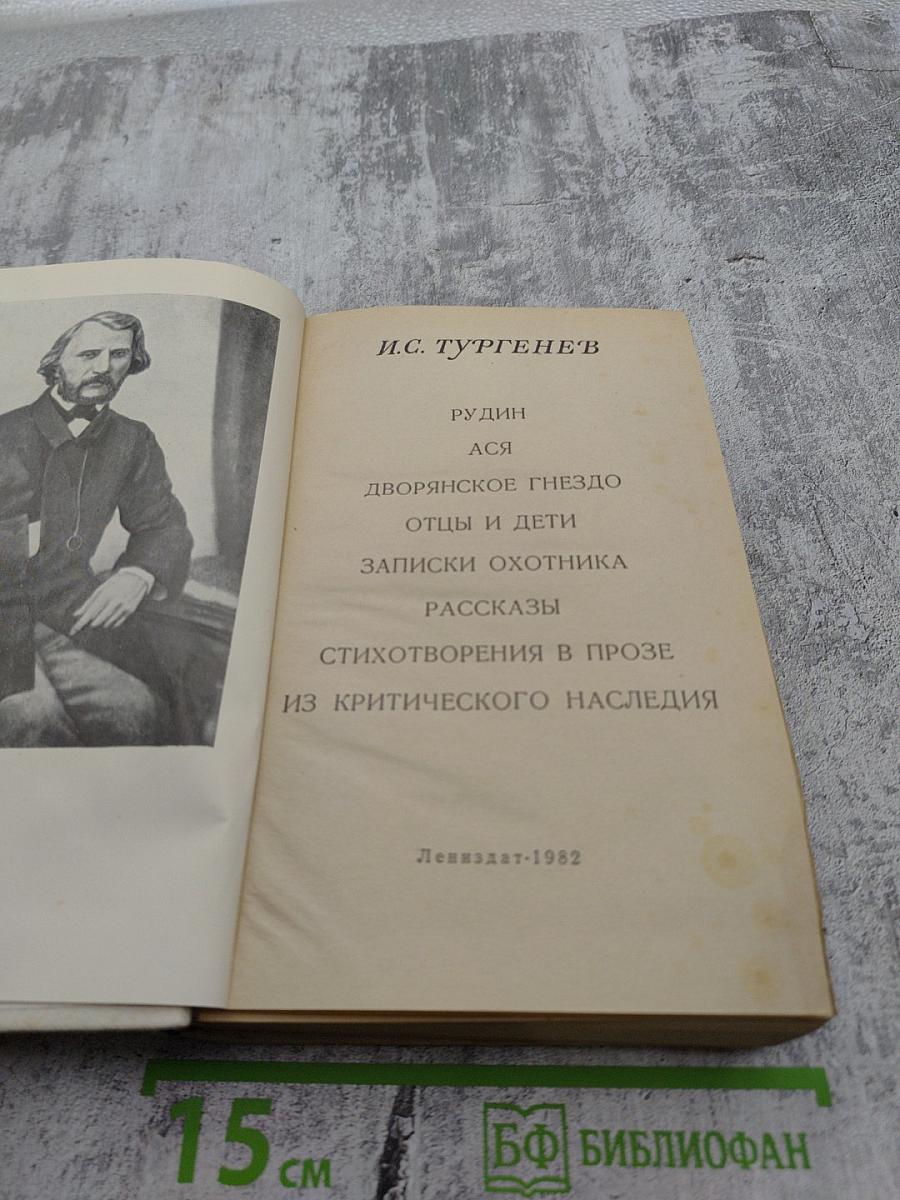 И.С. ТУРГЕНЕВ
РУДИН
АСЯ
ДВОРЯНСКОЕ ГНЕЗДО
ОТЦЫ И ДЕТИ
ЗАПИСКИ ОХОТНИКА
РАССКАЗЫ
СТИХОТВОРЕНИЯ В ПРОЗЕ
ИЗ КРИТИЧЕСКОГО НАСЛЕДИЯ
Лениздат-1982
15 см
БФ БИБЛИОФАН